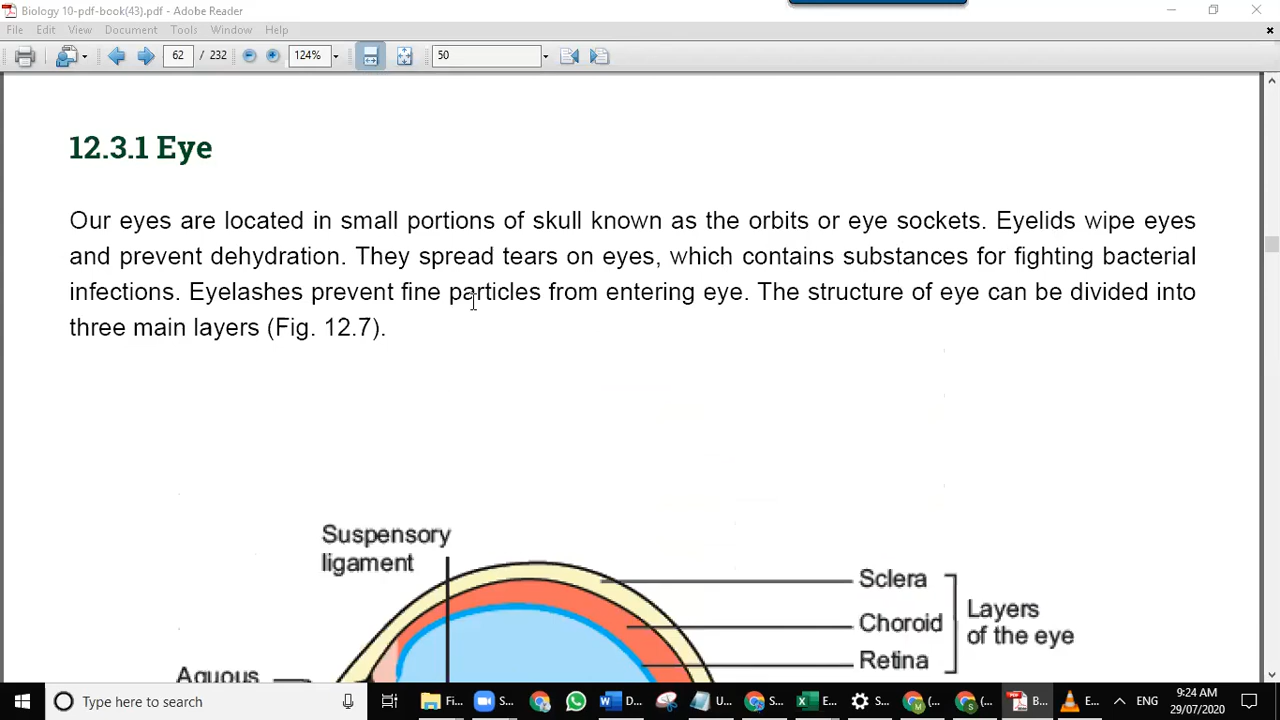 Biology 10-pdf-book(43).pdf - Adobe Reader
File Edit View Document Tools Window Help
62 / 232 124% 50
12.3.1 Eye
Our eyes are located in small portions of skull known as the orbits or eye sockets. Eyelids wipe eyes
and prevent dehydration. They spread tears on eyes, which contains substances for fighting bacterial
infections. Eyelashes prevent fine particles from entering eye. The structure of eye can be divided into
three main layers (Fig. 12.7).
Suspensory
ligament
Sclera
Choroid
Retina
Layers
of the eye
Aquous
Type here to search
Fi... S... W D... U... S... E... S... (... (... B... E... ENG
9:24 AM
29/07/2020